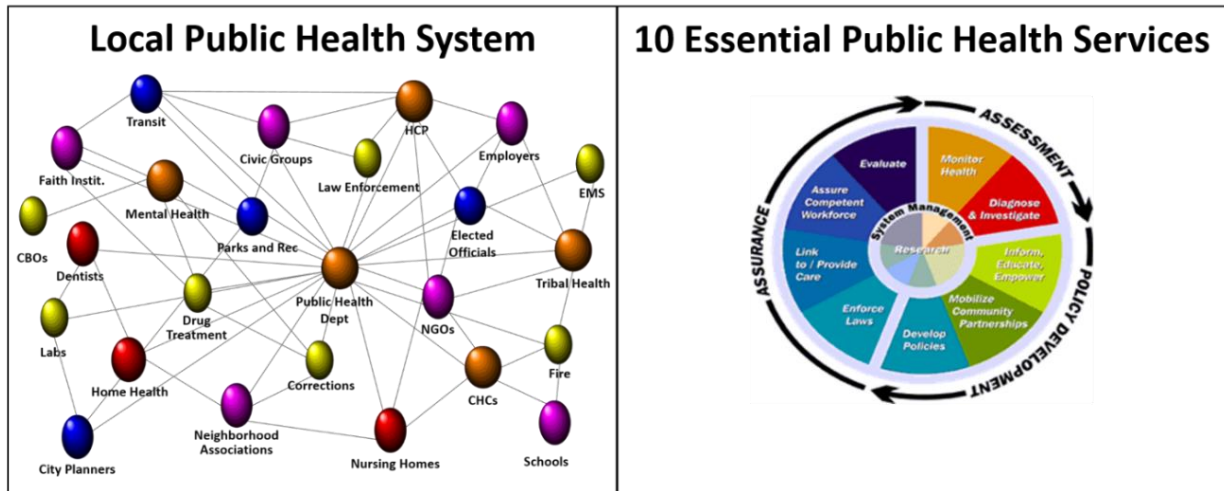 Local Public Health System
Transit
HCP
Civic Groups
Employers
Law Enforcement
Faith Instit.
EMS
Mental Health
Parks and Rec
Elected
Officials
CBOs
Dentists
Tribal Health
Public Health
Dept
Drug
Treatment
NGOs
Labs
Fire
Home Health
Corrections
CHCs
Neighborhood
Associations
City Planners
Nursing Homes
Schools
10 Essential Public Health Services
ASSESSMENT
POLICY DEVELOPMENT
ASSURANCE
Evaluate
Monitor
Health
Assure
Competent
Workforce
Diagnose
& Investigate
System Management
Research
Link
to / Provide
Care
Inform,
Educate,
Empower
Enforce
Laws
Mobilize
Community
Partnerships
Develop
Policies